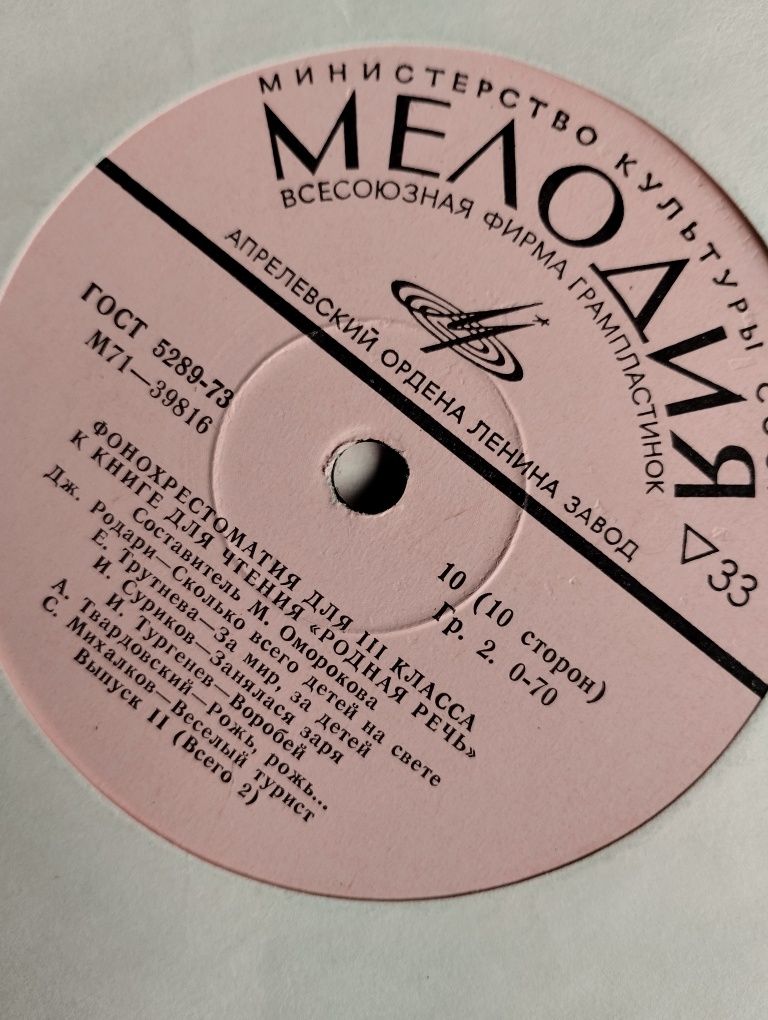 МИНИСТЕРСТВО КУЛЬТУРЫ
МЕЛОДИЯ
ВСЕСОЮЗНАЯ ФИРМА ГРАМПЛАСТИНОК
АПРЕЛЕВСКИЙ ОРДЕНА ЛЕНИНА ЗАВОД
33
ГОСТ 5289-73
М71—39816
10 (10 сторон)
Гр. 2. 0-70
ФОНОХРЕСТОМАТИЯ ДЛЯ III КЛАССА
К КНИГЕ ДЛЯ ЧТЕНИЯ «РОДНАЯ РЕЧЬ»
Составитель М. Оморокова
Дж. Родари—Сколько всего детей на свете
Е. Трутнева—За мир, за детей
И. Суриков—Занялася заря
И. Тургенев—Воробей
А. Твардовский—Рожь, рожь...
С. Михалков—Веселый турист
Выпуск II (Всего 2)